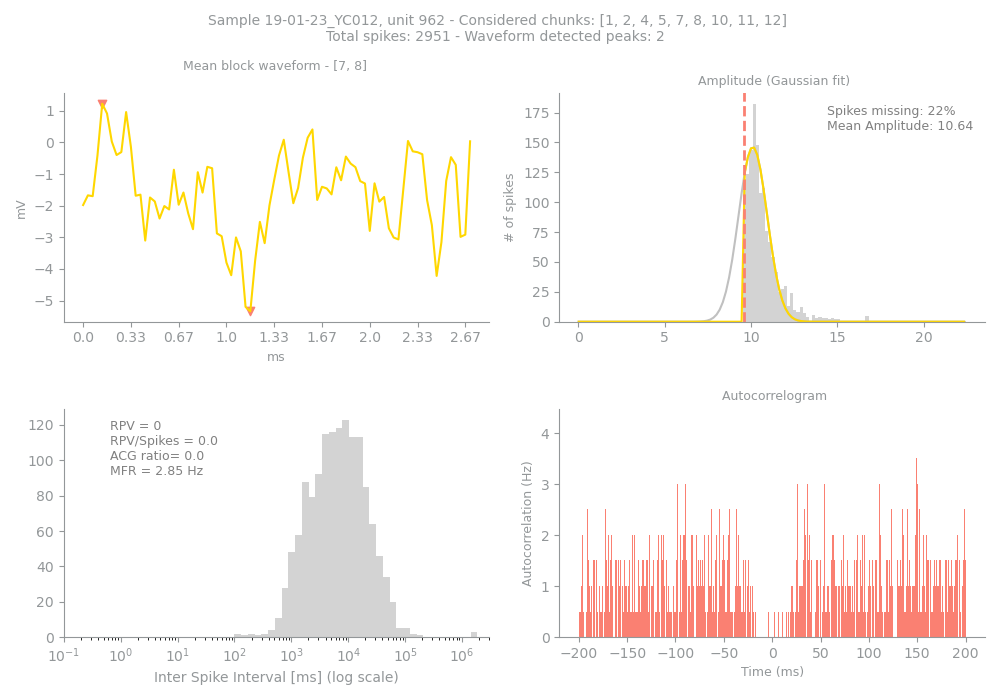 Sample 19-01-23_YC012, unit 962 - Considered chunks: [1, 2, 4, 5, 7, 8, 10, 11, 12]
Total spikes: 2951 - Waveform detected peaks: 2
Mean block waveform - [7, 8]
1
0
−1
−2
−3
−4
−5
mV
0.0 0.33 0.67 1.0 1.33 1.67 2.0 2.33 2.67
ms
Amplitude (Gaussian fit)
Spikes missing: 22%
Mean Amplitude: 10.64
175
150
125
100
75
50
25
0
# of spikes
0 5 10 15 20
RPV = 0
RPV/Spikes = 0.0
ACG ratio= 0.0
MFR = 2.85 Hz
120
100
80
60
40
20
0
10⁻¹ 10⁰ 10¹ 10² 10³ 10⁴ 10⁵ 10⁶
Inter Spike Interval [ms] (log scale)
Autocorrelogram
4
3
2
1
0
Autocorrelation (Hz)
−200 −150 −100 −50 0 50 100 150 200
Time (ms)